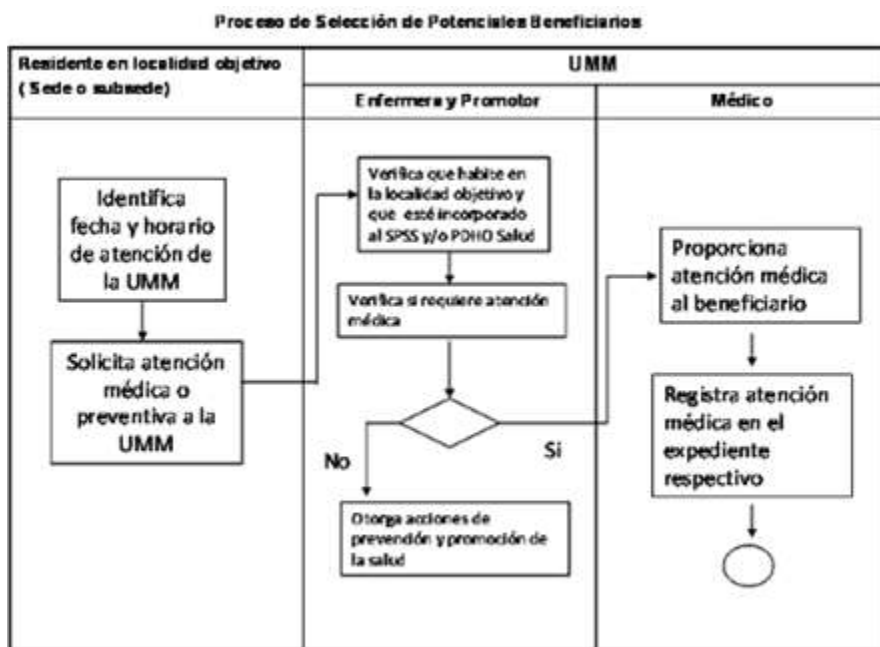 Proceso de Selección de Potenciales Beneficiarios
Residente en localidad objetivo
( Sede o subsede)
UMM
Enfermera y Promotor
Médico
Identifica
fecha y horario
de atención de
la UMM
Solicita atención
médica o
preventiva a la
UMM
Verifica que habite en
la localidad objetivo y
que esté incorporado
al SPSS y/o PDHO Salud
Verifica si requiere atención
médica
No
Si
Otorga acciones de
prevención y promoción de
la salud
Proporciona
atención médica
al beneficiario
Registra atención
médica en el
expediente
respectivo